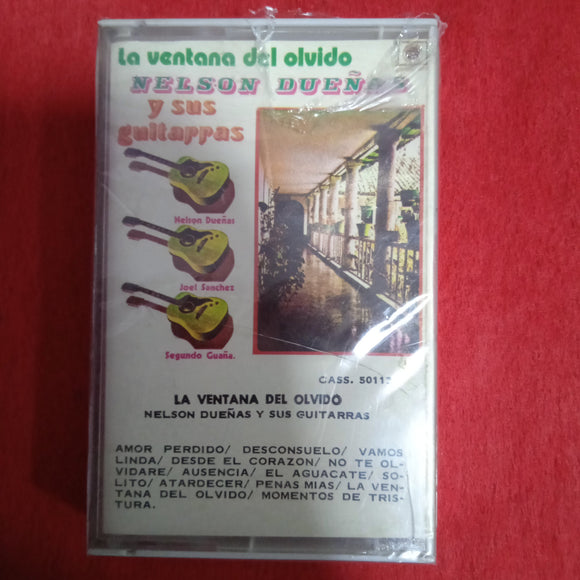 La ventana del olvido
NELSON DUEÑAS
y sus
guitarras
Nelson Dueñas
Joel Sanchez
Segundo Guaña.
CASS. 5011
LA VENTANA DEL OLVIDO
NELSON DUEÑAS Y SUS GUITARRAS
AMOR PERDIDO/ DESCONSUELO/ VAMOS
LINDA/ DESDE EL CORAZON/ NO TE OL-
VIDARE/ AUSENCIA/ EL AGUACATE/ SO-
LITO/ ATARDECER/ PENAS MIAS/ LA VEN-
TANA DEL OLVIDO/ MOMENTOS DE TRIS-
TURA.